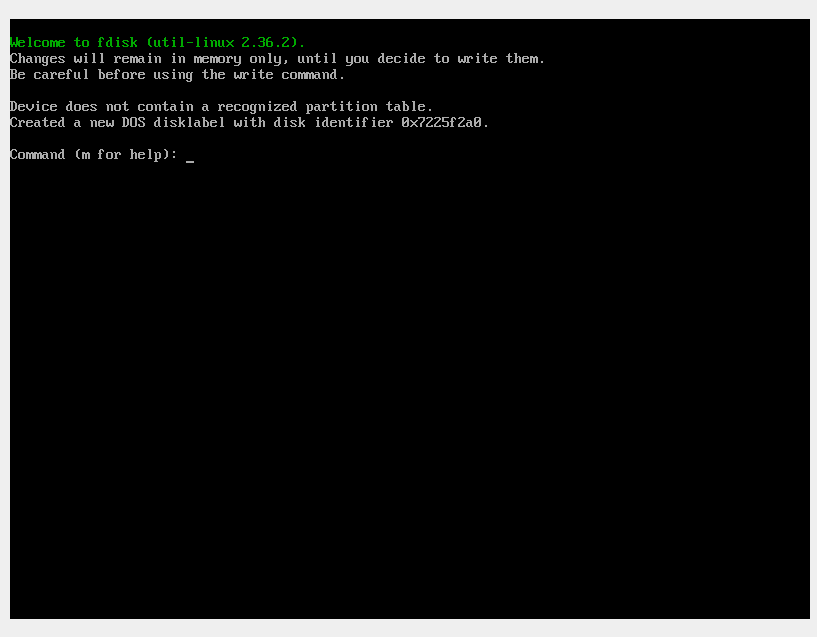 Welcome to fdisk (util-linux 2.36.2).
Changes will remain in memory only, until you decide to write them.
Be careful before using the write command.
Device does not contain a recognized partition table.
Created a new DOS disklabel with disk identifier 0x7225f2a0.
Command (m for help): _